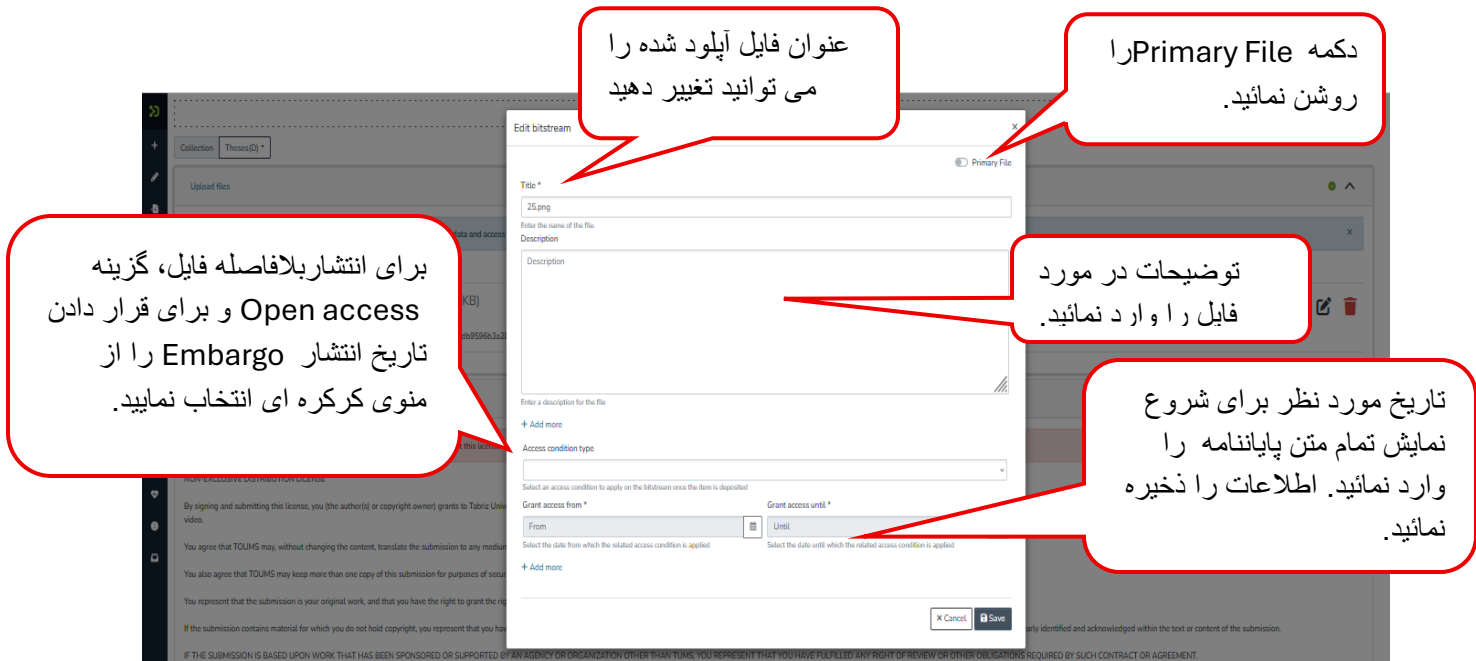 عنوان فایل آپلود شده را
می توانید تغییر دهید
دکمه Primary Fileرا
روشن نمائید.
Edit bitstream
x
Primary File
Collection
Theses(D)
Upload files
Title *
25.png
Enter the name of the file.
Description
Description
data and access
x
برای انتشاربلافاصله فایل، گزینه
Open access و برای قرار دادن
تاریخ انتشار Embargo را از
منوی کرکره ای انتخاب نمایید.
توضیحات در مورد
فایل را وارد نمائید.
KB)
db9596b3a28
Enter a description for the file
+ Add more
Access condition type
t this license
Select an access condition to apply on the bitstream once the item is deposited
تاریخ مورد نظر برای شروع
نمایش تمام متن پایاننامه را
وارد نمائید. اطلاعات را ذخیره
نمائید.
NON-EXCLUSIVE DISTRIBUTION LICENSE
Grant access from *
Grant access until *
By signing and submitting this license, you (the author(s) or copyright owner) grants to Tabriz Univ
video.
From
Until
Select the date from which the related access condition is applied
Select the date until which the related access condition is applied
You agree that TOUMS may, without changing the content, translate the submission to any medium
+ Add more
You also agree that TOUMS may keep more than one copy of this submission for purposes of secur
You represent that the submission is your original work, and that you have the right to grant the rig
x Cancel
Save
If the submission contains material for which you do not hold copyright, you represent that you hav
rly identified and acknowledged within the text or content of the submission.
IF THE SUBMISSION IS BASED UPON WORK THAT HAS BEEN SPONSORED OR SUPPORTED BY AN AGENCY OR ORGANIZATION OTHER THAN TUMS, YOU REPRESENT THAT YOU HAVE FULFILLED ANY RIGHT OF REVIEW OR OTHER OBLIGATIONS REQUIRED BY SUCH CONTRACT OR AGREEMENT.